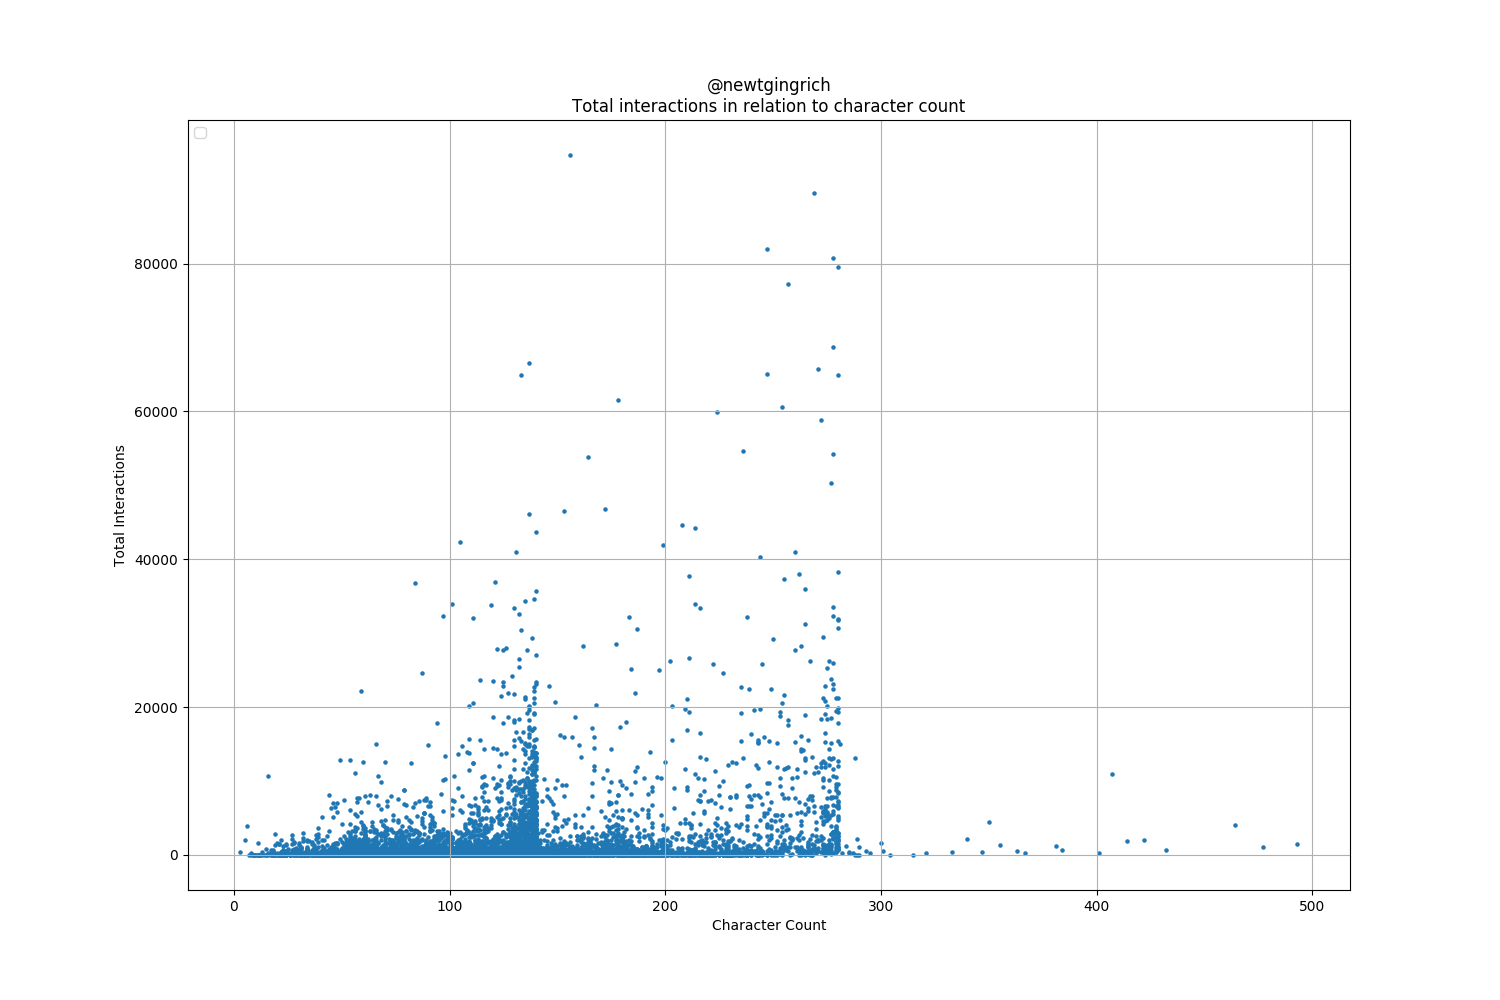 @newtgingrich
Total interactions in relation to character count
80000
60000
40000
20000
0
Total Interactions
0 100 200 300 400 500
Character Count